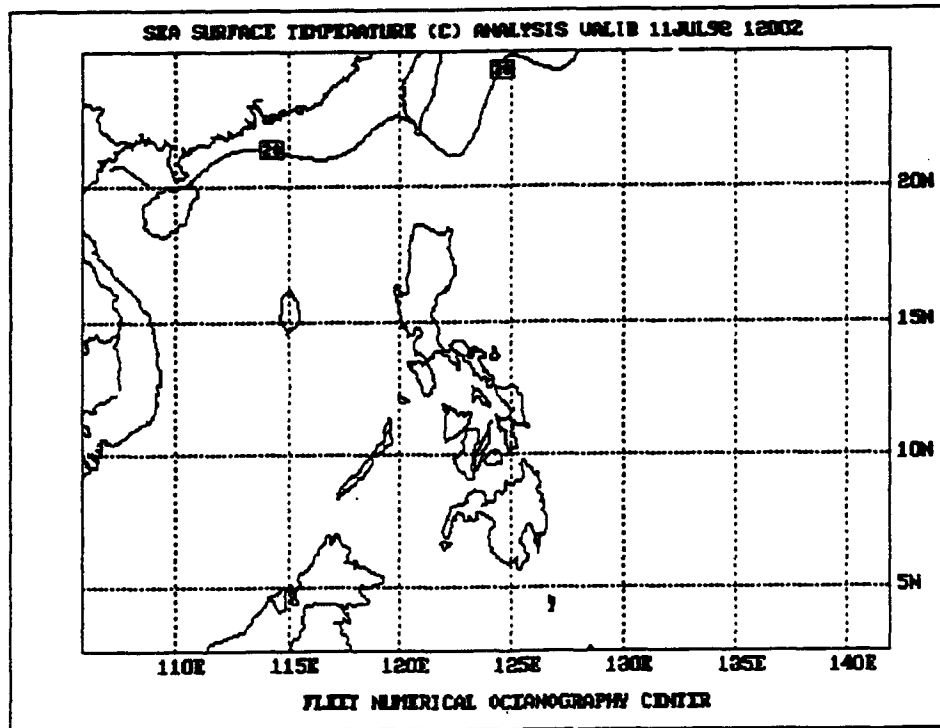 SEA SURFACE TEMPERATURE (C) ANALYSIS VALID 11JUL92 1200Z
20N
15N
10N
5N
110E 115E 120E 125E 130E 135E 140E
FLEET NUMERICAL OCEANOGRAPHY CENTER